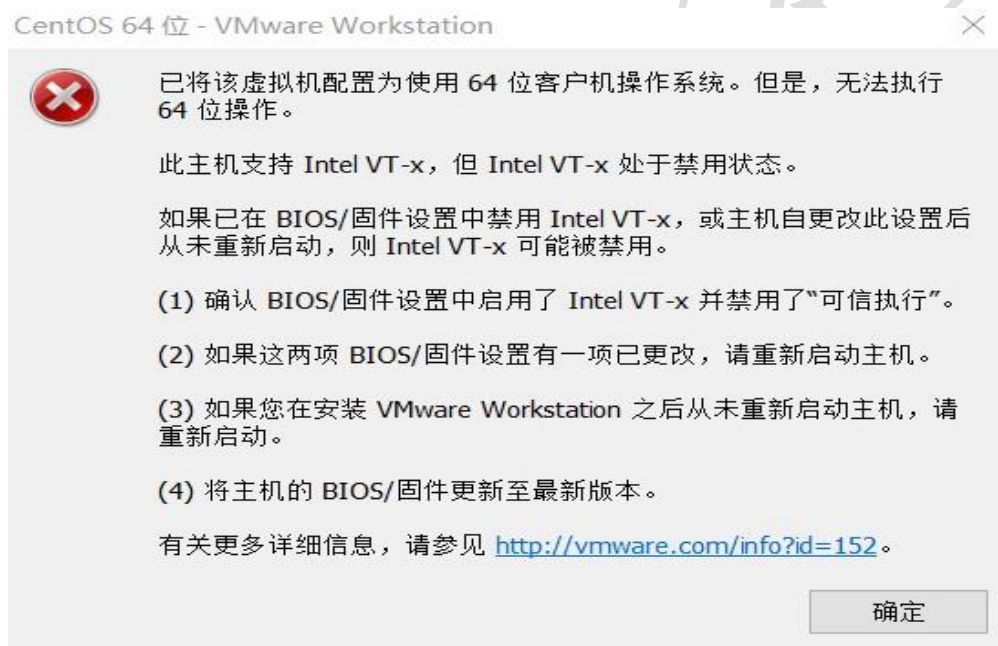 CentOS 64 位 - VMware Workstation
已将该虚拟机配置为使用 64 位客户机操作系统。但是，无法执行
64 位操作。
此主机支持 Intel VT-x，但 Intel VT-x 处于禁用状态。
如果已在 BIOS/固件设置中禁用 Intel VT-x，或主机自更改此设置后
从未重新启动，则 Intel VT-x 可能被禁用。
(1) 确认 BIOS/固件设置中启用了 Intel VT-x 并禁用了“可信执行”。
(2) 如果这两项 BIOS/固件设置有一项已更改，请重新启动主机。
(3) 如果您在安装 VMware Workstation 之后从未重新启动主机，请
重新启动。
(4) 将主机的 BIOS/固件更新至最新版本。
有关更多详细信息，请参见 http://vmware.com/info?id=152。
确定